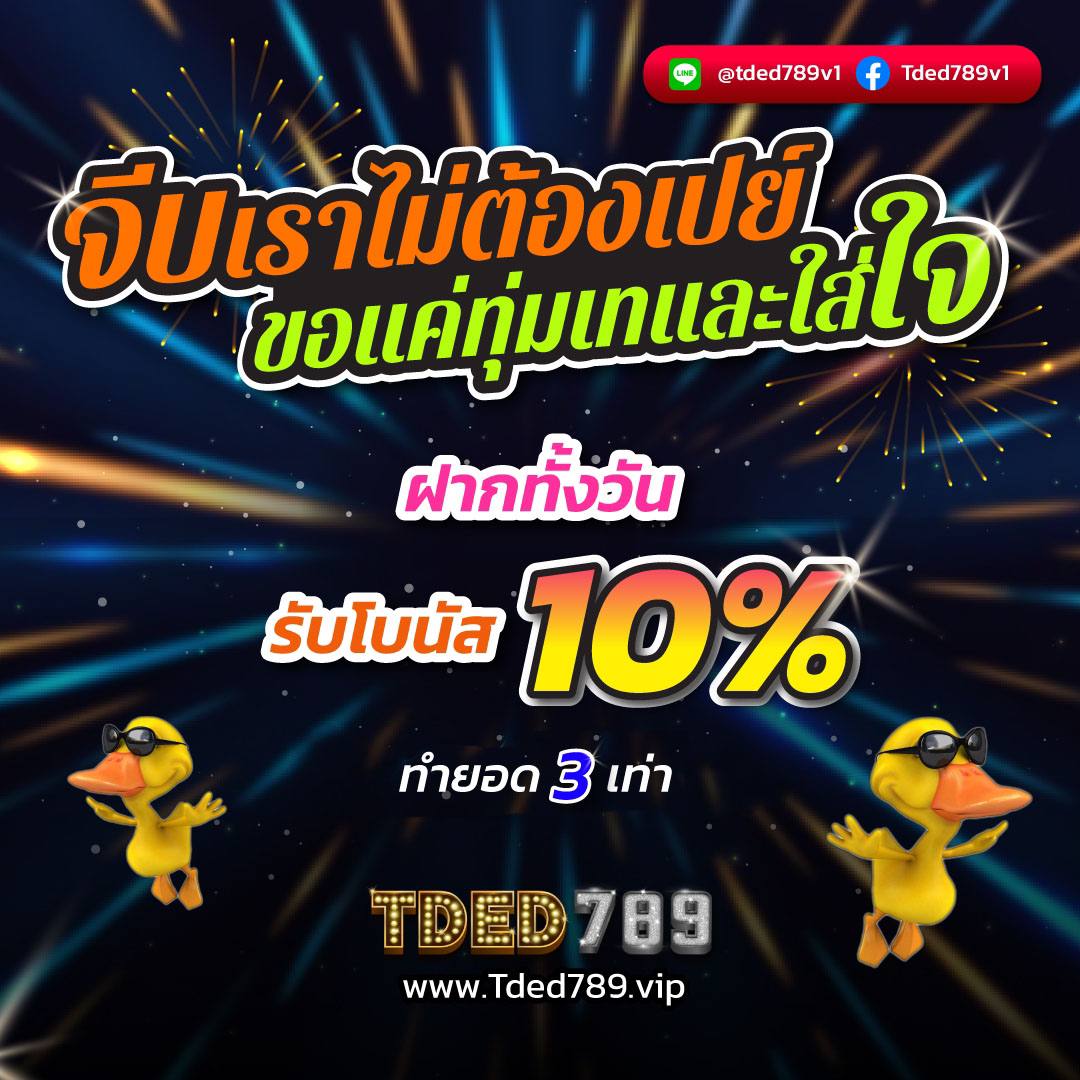 @tded789v1 Tded789v1
จีบเราไม่ต้องเปย์
ขอแค่ทุ่มเทและใส่ใจ
ฝากทั้งวัน
รับโบนัส 10%
ทำยอด 3 เท่า
TDED789
www.Tded789.vip